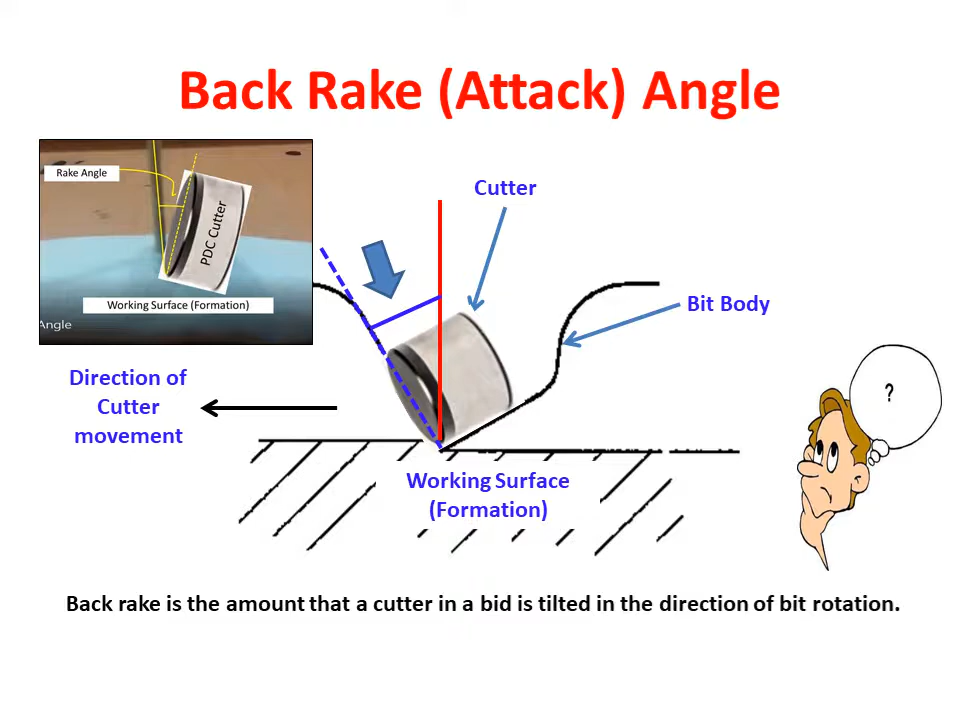 Back Rake (Attack) Angle
Rake Angle
PDC Cutter
Working Surface (Formation)
Angle
Cutter
Bit Body
Direction of
Cutter
movement
?
Working Surface
(Formation)
Back rake is the amount that a cutter in a bid is tilted in the direction of bit rotation.